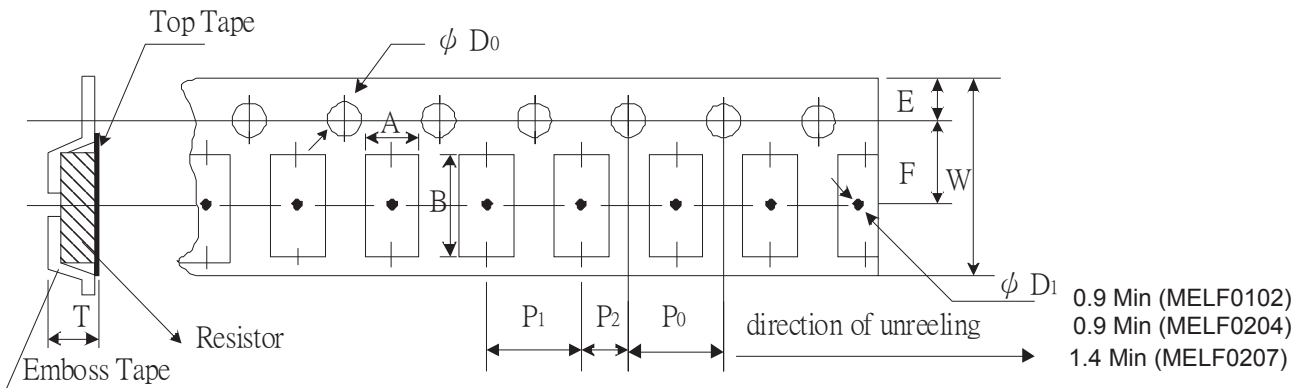 Top Tape
ϕ D₀
E
A
F
W
B
ϕ D₁
0.9 Min (MELF0102)
0.9 Min (MELF0204)
1.4 Min (MELF0207)
T
Resistor
P₁
P₂
P₀
direction of unreeling
Emboss Tape